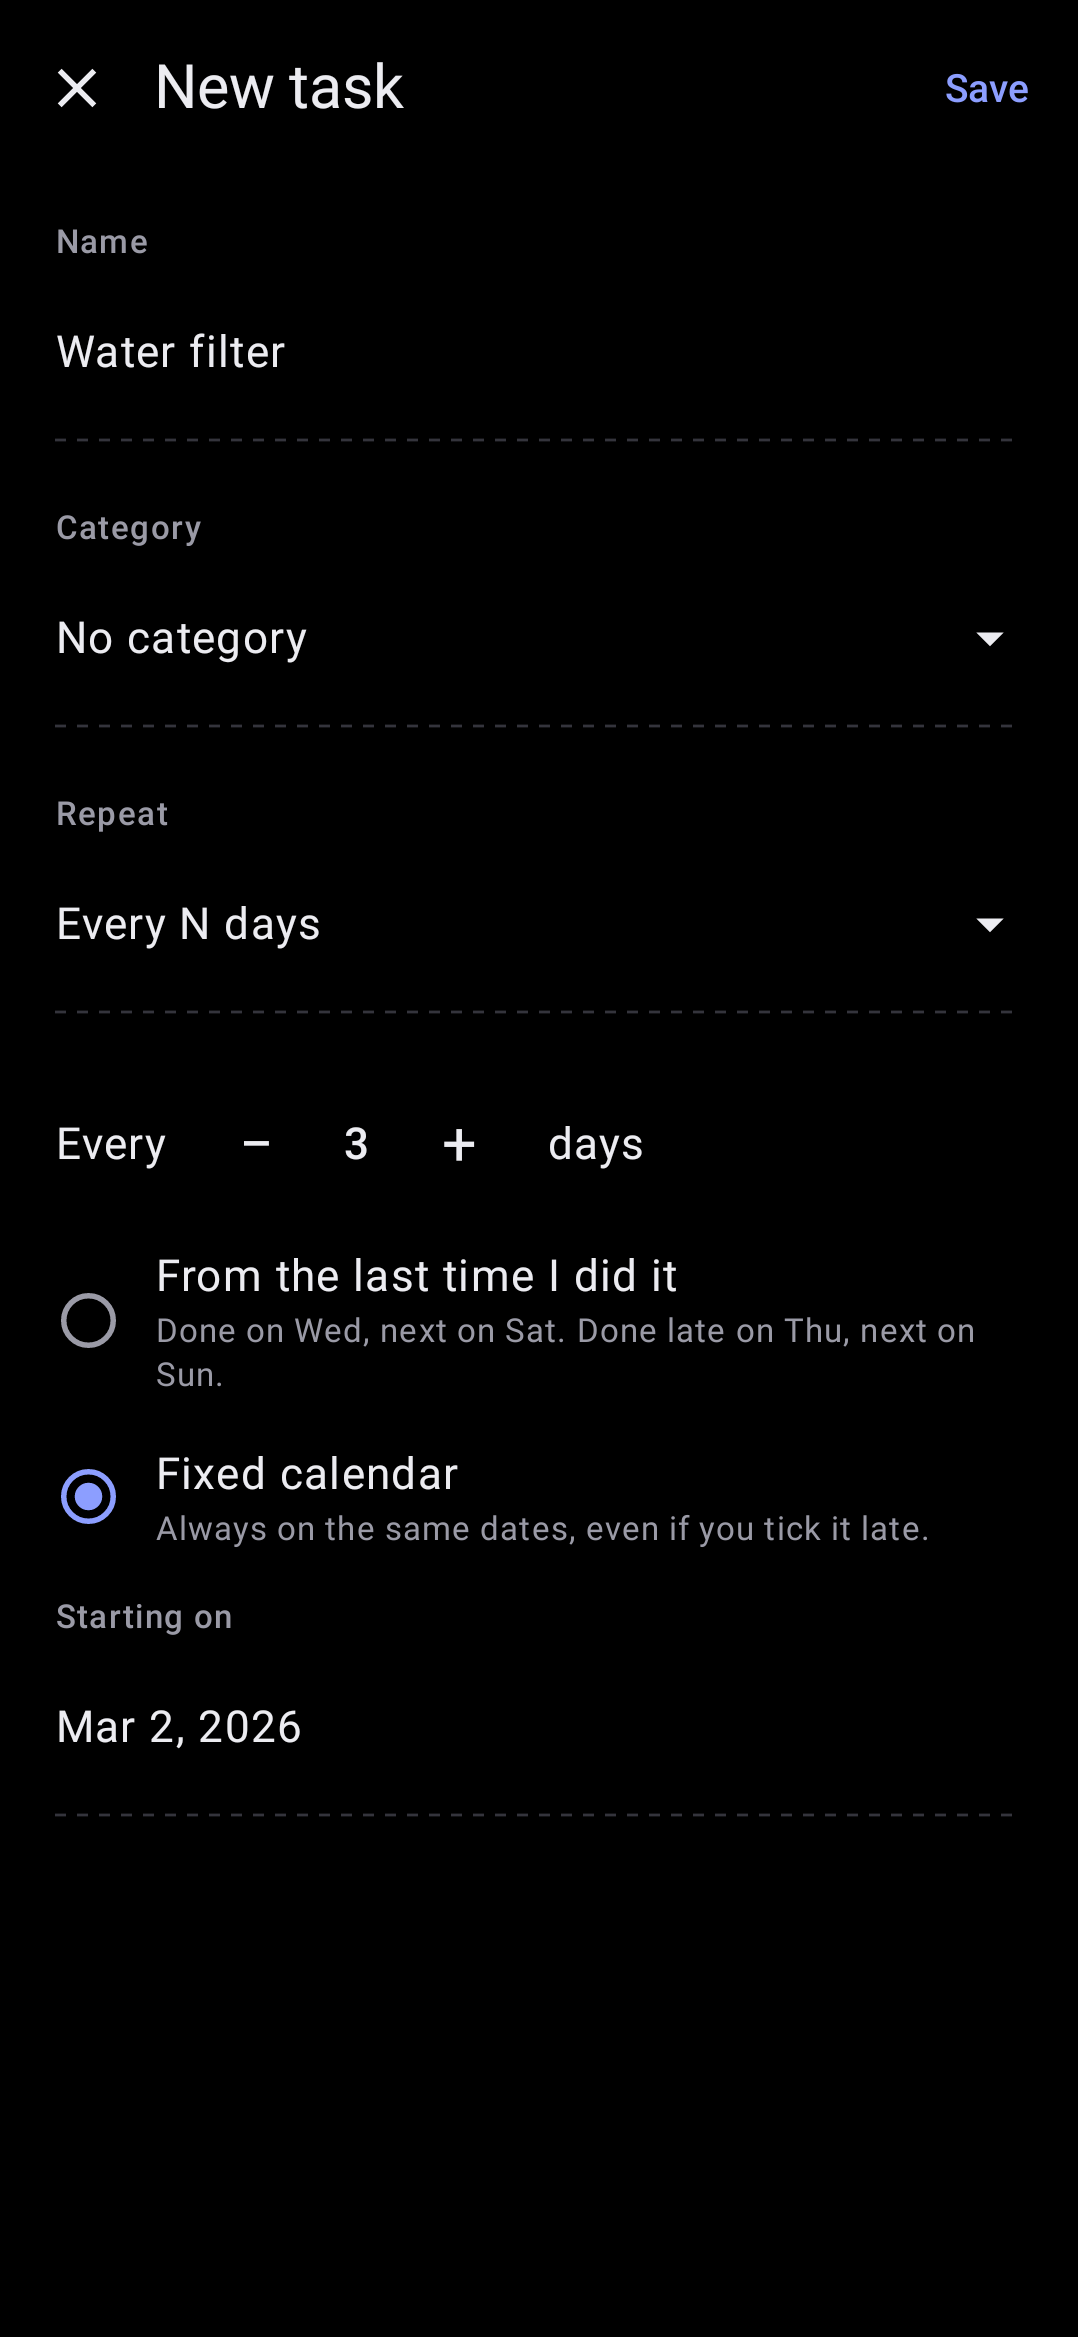 New task
Save
Name
Water filter
Category
No category
Repeat
Every N days
Every − 3 + days
From the last time I did it
Done on Wed, next on Sat. Done late on Thu, next on
Sun.
Fixed calendar
Always on the same dates, even if you tick it late.
Starting on
Mar 2, 2026